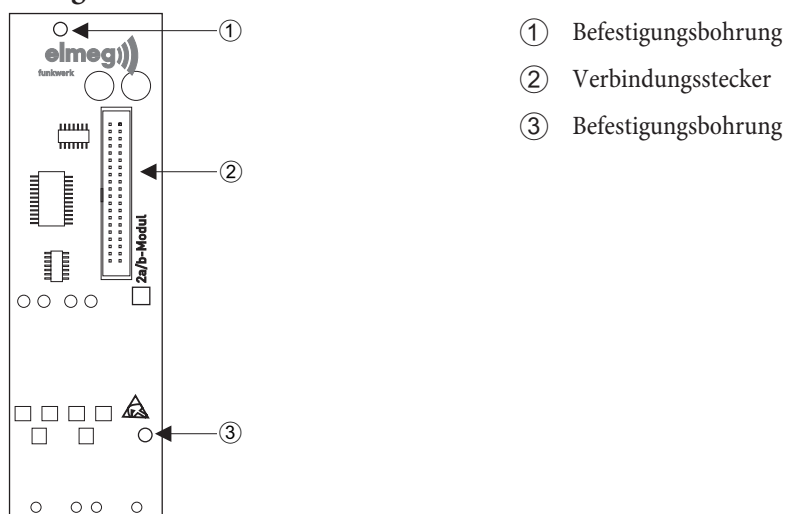 ① Befestigungsbohrung
② Verbindungsstecker
③ Befestigungsbohrung
①
elmeg
funkwerk
②
2a/b-Modul
③